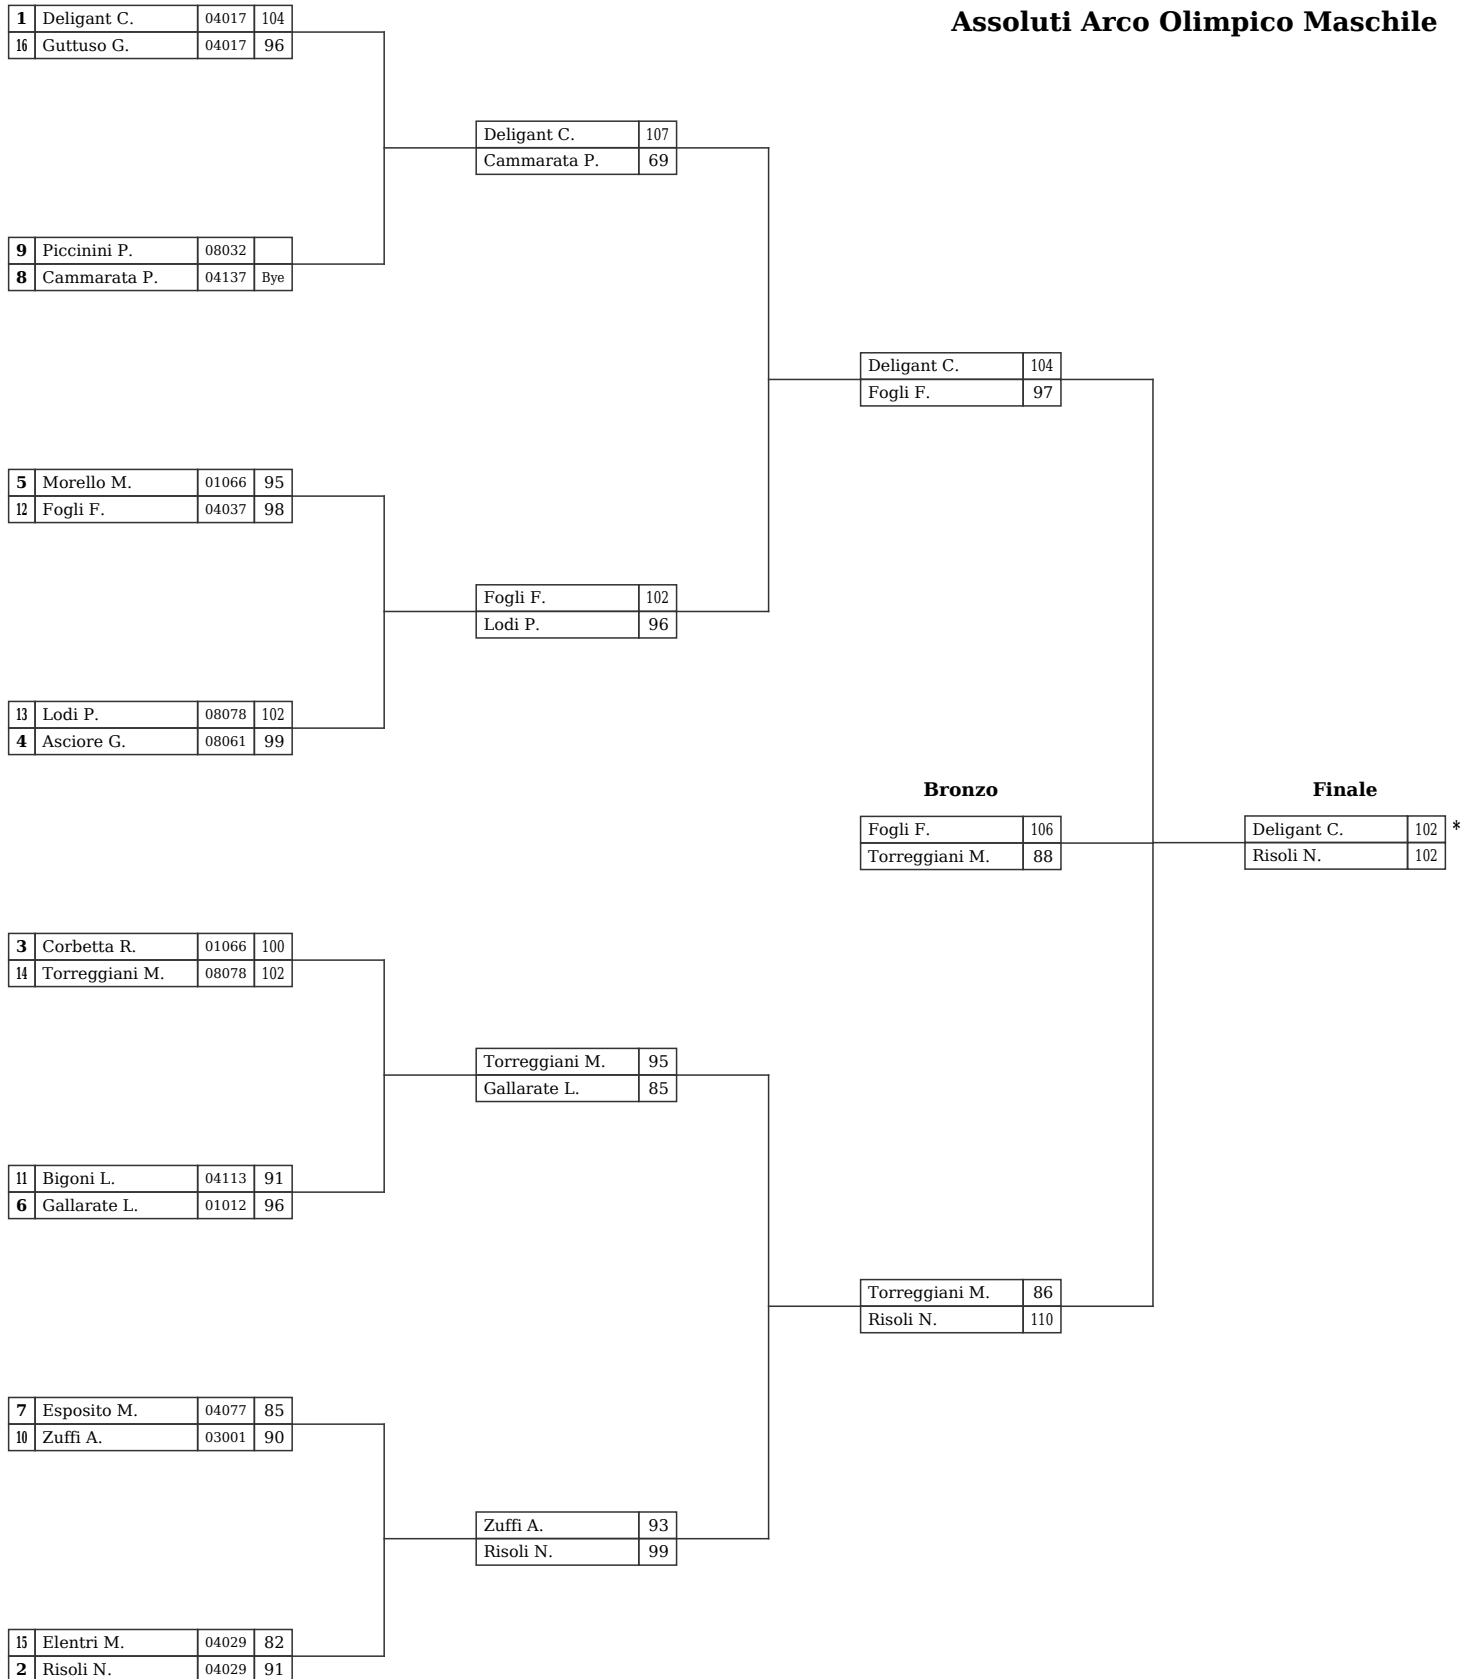 Assoluti Arco Olimpico Maschile
1 Deligant C. 04017 104
16 Guttuso G. 04017 96
Deligant C. 107
Cammarata P. 69
9 Piccinini P. 08032
8 Cammarata P. 04137 Bye
Deligant C. 104
Fogli F. 97
5 Morello M. 01066 95
12 Fogli F. 04037 98
Fogli F. 102
Lodi P. 96
13 Lodi P. 08078 102
4 Asciore G. 08061 99
Bronzo
Fogli F. 106
Torreggiani M. 88
Finale
Deligant C. 102 *
Risoli N. 102
3 Corbetta R. 01066 100
14 Torreggiani M. 08078 102
Torreggiani M. 95
Gallarate L. 85
11 Bigoni L. 04113 91
6 Gallarate L. 01012 96
Torreggiani M. 86
Risoli N. 110
7 Esposito M. 04077 85
10 Zuffi A. 03001 90
Zuffi A. 93
Risoli N. 99
15 Elentri M. 04029 82
2 Risoli N. 04029 91